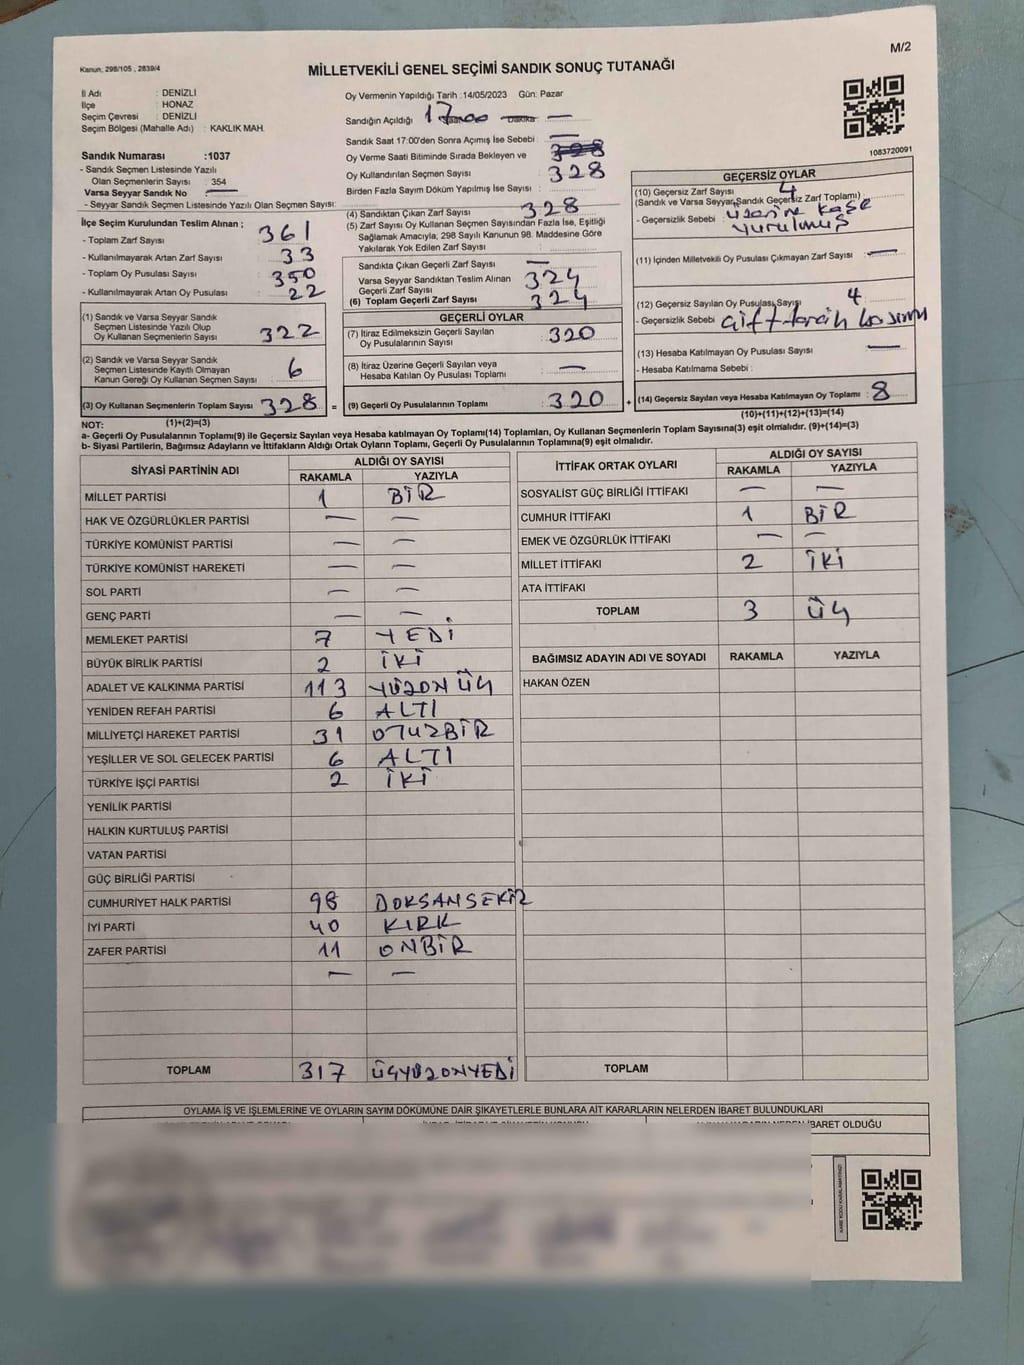 M/2
Kanun, 298/105 , 2839/4
MİLLETVEKİLİ GENEL SEÇİMİ SANDIK SONUÇ TUTANAĞI
İl Adı : DENİZLİ
İlçe : HONAZ
Seçim Çevresi : DENİZLİ
Seçim Bölgesi (Mahalle Adı) : KAKLIK MAH.
Oy Vermenin Yapıldığı Tarih :14/05/2023 Gün: Pazar
Sandığın Açıldığı 17:00 Dakika —
Sandık Saat 17:00'den Sonra Açımış İse Sebebi : —
Oy Verme Saati Bitiminde Sırada Bekleyen ve
Oy Kullandırılan Seçmen Sayısı : 328
Birden Fazla Sayım Döküm Yapılmış İse Sayısı :
1083720091
Sandık Numarası :1037
- Sandık Seçmen Listesinde Yazılı
Olan Seçmenlerin Sayısı : 354
Varsa Seyyar Sandık No —
- Seyyar Sandık Seçmen Listesinde Yazılı Olan Seçmen Sayısı:
İlçe Seçim Kurulundan Teslim Alınan ;
- Toplam Zarf Sayısı : 361
- Kullanılmayarak Artan Zarf Sayısı : 33
- Toplam Oy Pusulası Sayısı : 350
- Kullanılmayarak Artan Oy Pusulası : 22
(1) Sandık ve Varsa Seyyar Sandık
Seçmen Listesinde Yazılı Olup
Oy Kullanan Seçmenlerin Sayısı : 322
(2) Sandık ve Varsa Seyyar Sandık
Seçmen Listesinde Kayıtlı Olmayan
Kanun Gereği Oy Kullanan Seçmen Sayısı : 6
(3) Oy Kullanan Seçmenlerin Toplam Sayısı : 328
(4) Sandıktan Çıkan Zarf Sayısı : 328
(5) Zarf Sayısı Oy Kullanan Seçmen Sayısından Fazla İse, Eşitliği
Sağlamak Amacıyla, 298 Sayılı Kanunun 98. Maddesine Göre
Yakılarak Yok Edilen Zarf Sayısı :
Sandıkta Çıkan Geçerli Zarf Sayısı : —
Varsa Seyyar Sandıktan Teslim Alınan
Geçerli Zarf Sayısı : 324
(6) Toplam Geçerli Zarf Sayısı : 324
GEÇERLİ OYLAR
(7) İtiraz Edilmeksizin Geçerli Sayılan
Oy Pusulalarının Sayısı : 320
(8) İtiraz Üzerine Geçerli Sayılan veya
Hesaba Katılan Oy Pusulası Toplamı : —
= (9) Geçerli Oy Pusulalarının Toplamı : 320
GEÇERSİZ OYLAR
(10) Geçersiz Zarf Sayısı 4
(Sandık ve Varsa Seyyar Sandık Geçersiz Zarf Toplamı) :
- Geçersizlik Sebebi : üzerine kaşe
vurulmuş
(11) İçinden Milletvekili Oy Pusulası Çıkmayan Zarf Sayısı : —
(12) Geçersiz Sayılan Oy Pusulası Sayısı 4
- Geçersizlik Sebebi : çift tercih basımı
(13) Hesaba Katılmayan Oy Pusulası Sayısı : —
- Hesaba Katılmama Sebebi :
+ (14) Geçersiz Sayılan veya Hesaba Katılmayan Oy Toplamı : 8
NOT: (1)+(2)=(3) (10)+(11)+(12)+(13)=(14)
a- Geçerli Oy Pusulalarının Toplamı(9) ile Geçersiz Sayılan veya Hesaba katılmayan Oy Toplamı(14) Toplamları, Oy Kullanan Seçmenlerin Toplam Sayısına(3) eşit olmalıdır. (9)+(14)=(3)
b- Siyasi Partilerin, Bağımsız Adayların ve İttifakların Aldığı Ortak Oyların Toplamı, Geçerli Oy Pusulalarının Toplamına(9) eşit olmalıdır.
SİYASİ PARTİNİN ADI ALDIĞI OY SAYISI
RAKAMLA YAZIYLA
MİLLET PARTİSİ 1 BİR
HAK VE ÖZGÜRLÜKLER PARTİSİ — —
TÜRKİYE KOMÜNİST PARTİSİ — —
TÜRKİYE KOMÜNİST HAREKETİ — —
SOL PARTİ — —
GENÇ PARTİ — —
MEMLEKET PARTİSİ 7 YEDİ
BÜYÜK BİRLİK PARTİSİ 2 İKİ
ADALET VE KALKINMA PARTİSİ 113 YÜZON ÜÇ
YENİDEN REFAH PARTİSİ 6 ALTI
MİLLİYETÇİ HAREKET PARTİSİ 31 OTUZBİR
YEŞİLLER VE SOL GELECEK PARTİSİ 6 ALTI
TÜRKİYE İŞÇİ PARTİSİ 2 İKİ
YENİLİK PARTİSİ
HALKIN KURTULUŞ PARTİSİ
VATAN PARTİSİ
GÜÇ BİRLİĞİ PARTİSİ
CUMHURİYET HALK PARTİSİ 98 DOKSANSEKİZ
İYİ PARTİ 40 KIRK
ZAFER PARTİSİ 11 ONBİR
— —
TOPLAM 317 ÜÇYÜZONYEDİ
İTTİFAK ORTAK OYLARI ALDIĞI OY SAYISI
RAKAMLA YAZIYLA
SOSYALİST GÜÇ BİRLİĞİ İTTİFAKI — —
CUMHUR İTTİFAKI 1 BİR
EMEK VE ÖZGÜRLÜK İTTİFAKI — —
MİLLET İTTİFAKI 2 İKİ
ATA İTTİFAKI
TOPLAM 3 ÜÇ
BAĞIMSIZ ADAYIN ADI VE SOYADI RAKAMLA YAZIYLA
HAKAN ÖZEN
TOPLAM
OYLAMA İŞ VE İŞLEMLERİNE VE OYLARIN SAYIM DÖKÜMÜNE DAİR ŞİKAYETLERLE BUNLARA AİT KARARLARIN NELERDEN İBARET BULUNDUKLARI
İBARET OLDUĞU